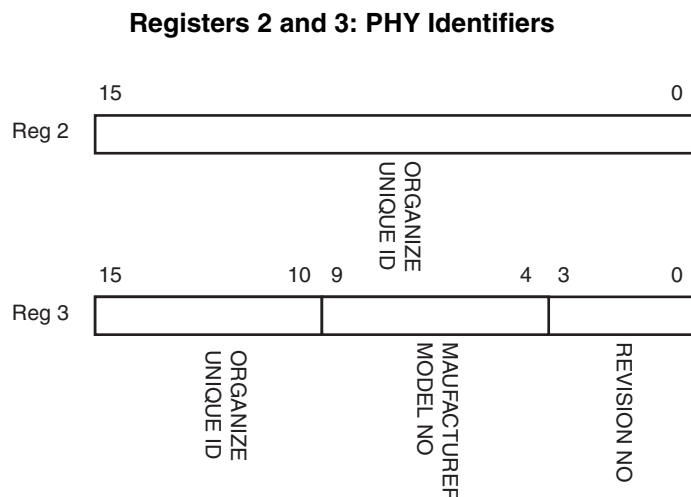 Registers 2 and 3: PHY Identifiers
15 0
Reg 2
ORGANIZE
UNIQUE ID
15 10 9 4 3 0
Reg 3
ORGANIZE
UNIQUE ID
MAUFACTURER
MODEL NO
REVISION NO